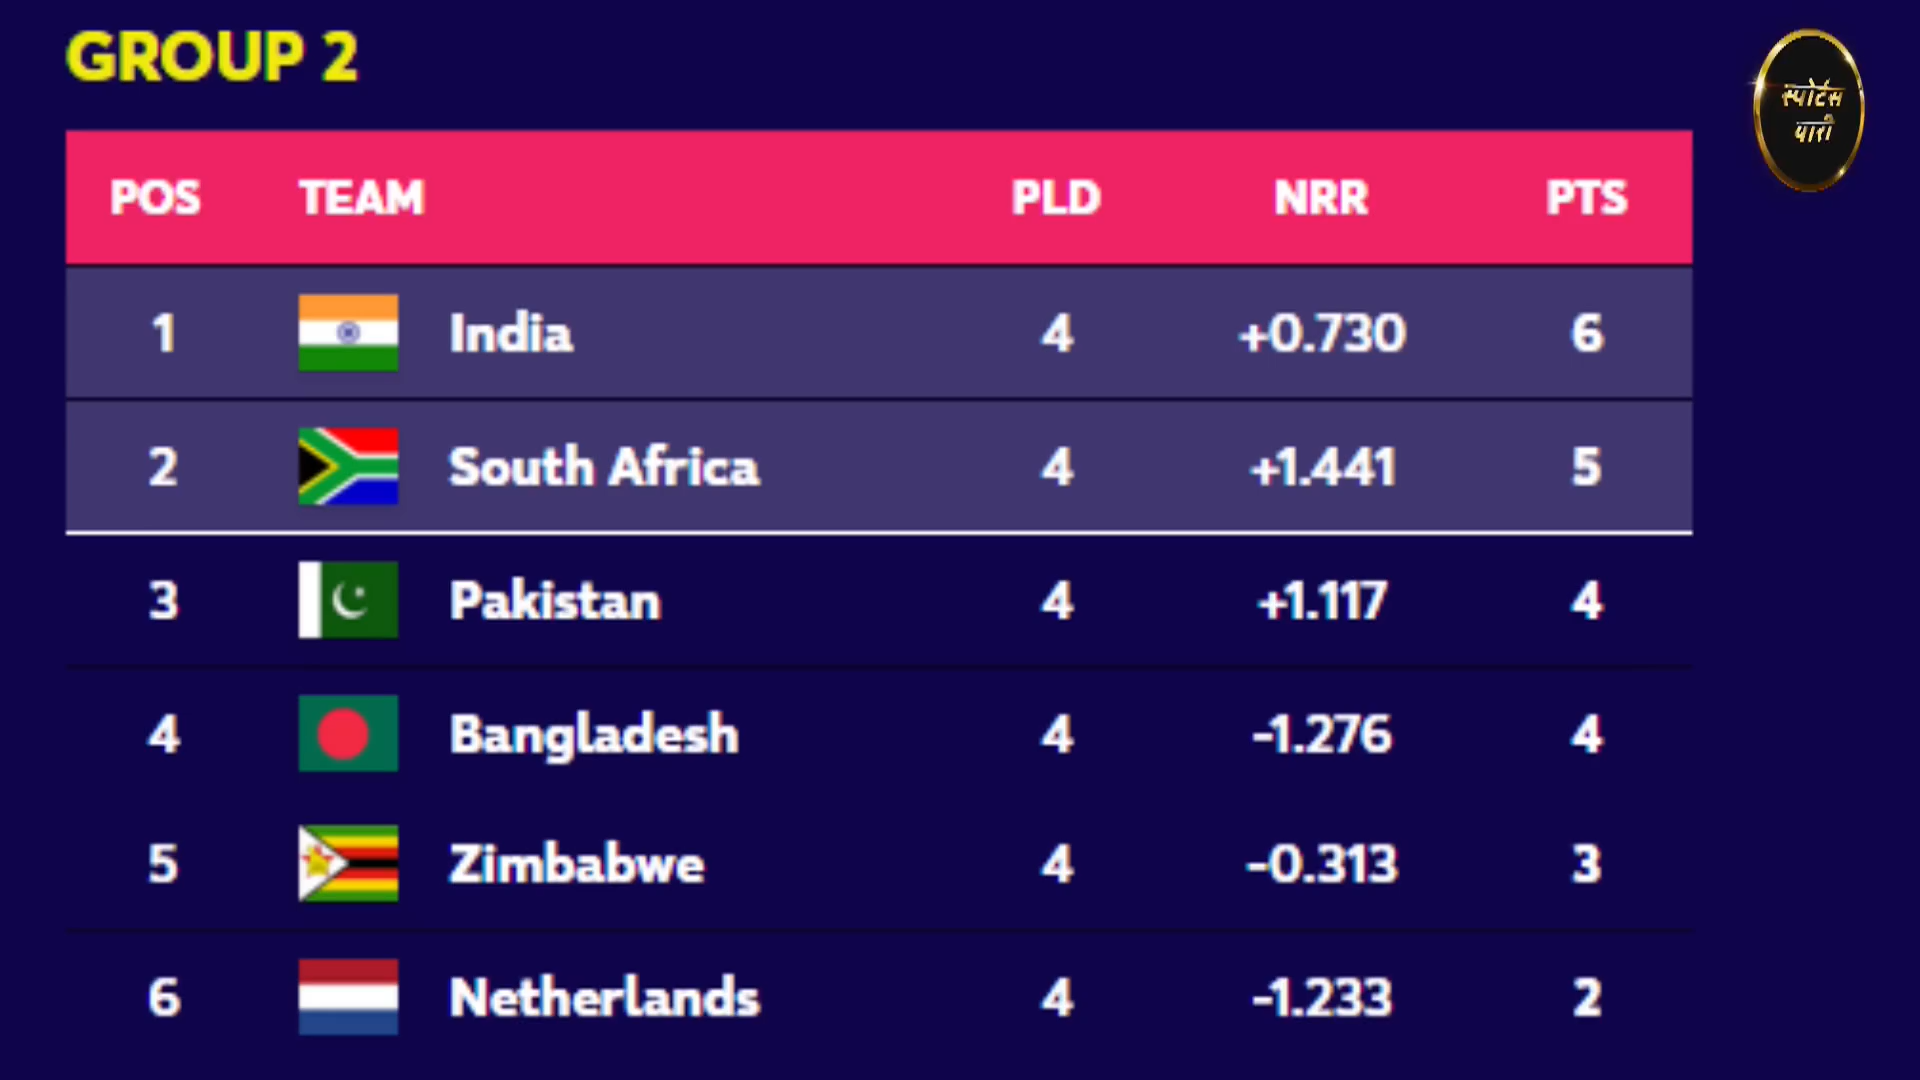 GROUP 2
स्पोर्टस
वार्ता
POS TEAM PLD NRR PTS
1 India 4 +0.730 6
2 South Africa 4 +1.441 5
3 Pakistan 4 +1.117 4
4 Bangladesh 4 -1.276 4
5 Zimbabwe 4 -0.313 3
6 Netherlands 4 -1.233 2